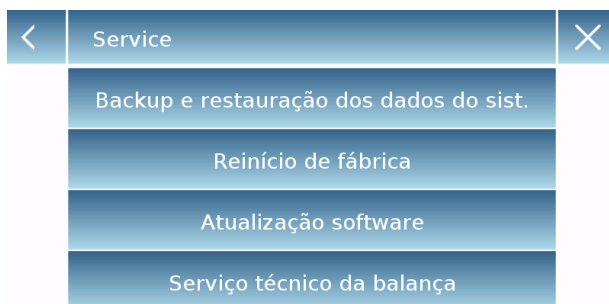 Service
Backup e restauração dos dados do sist.
Reinício de fábrica
Atualização software
Serviço técnico da balança